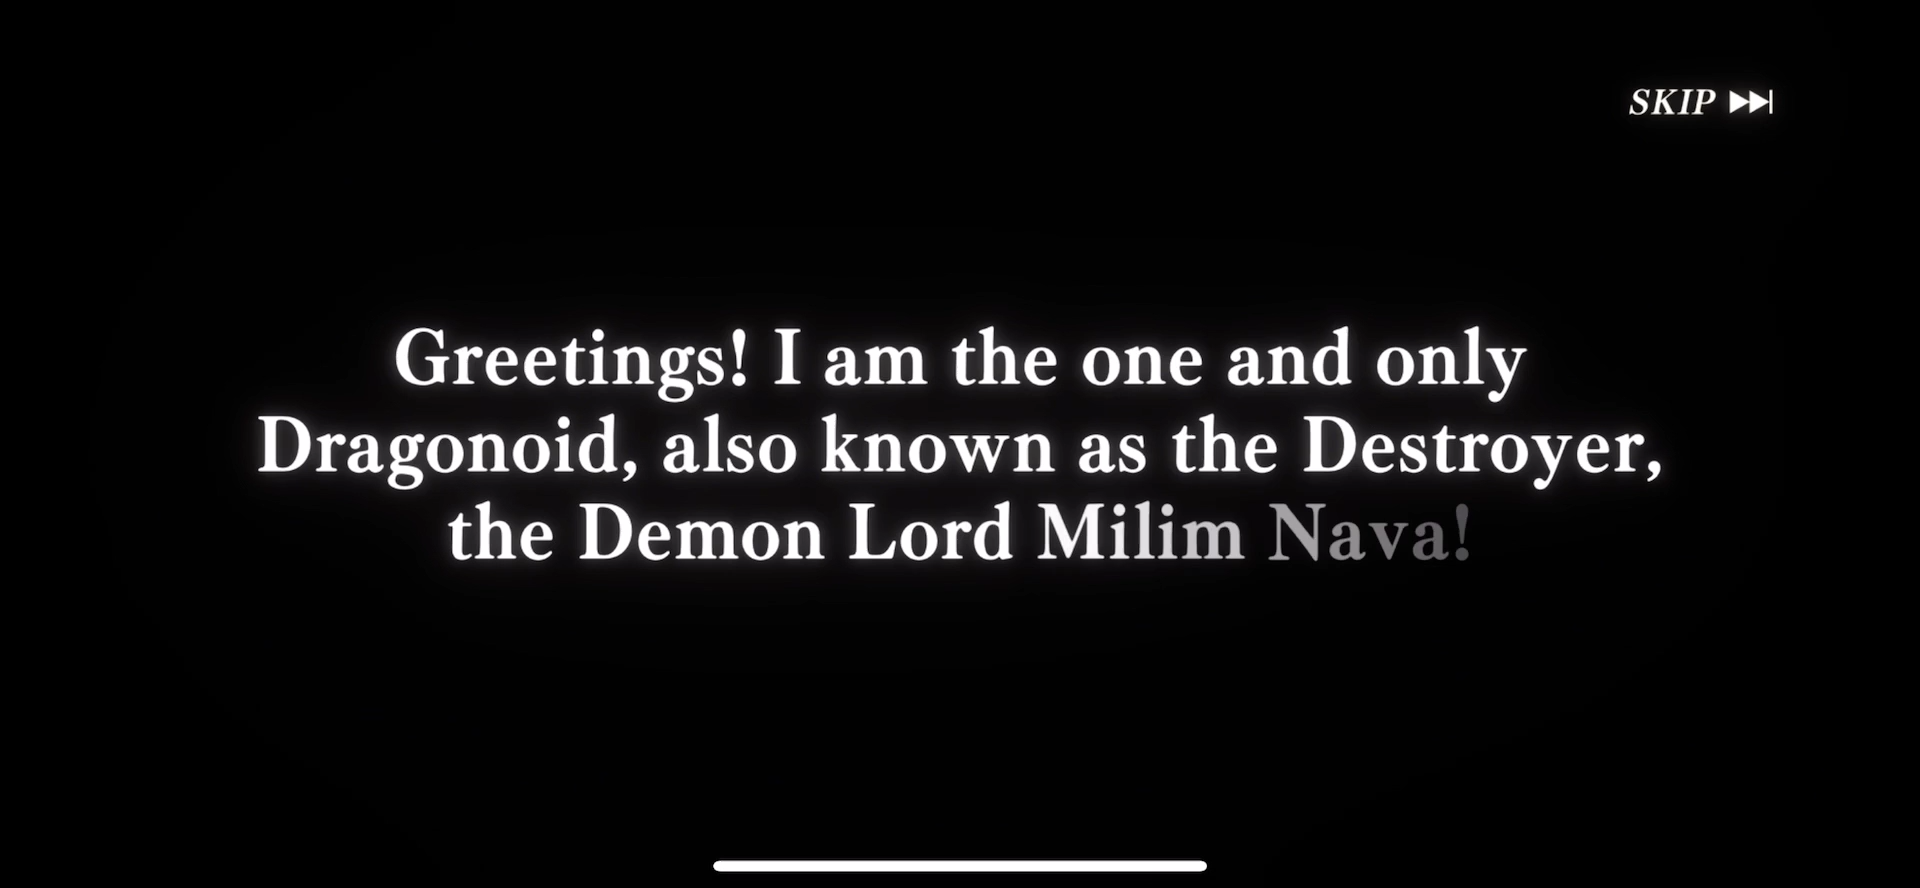 SKIP
Greetings! I am the one and only
Dragonoid, also known as the Destroyer,
the Demon Lord Milim Nava!